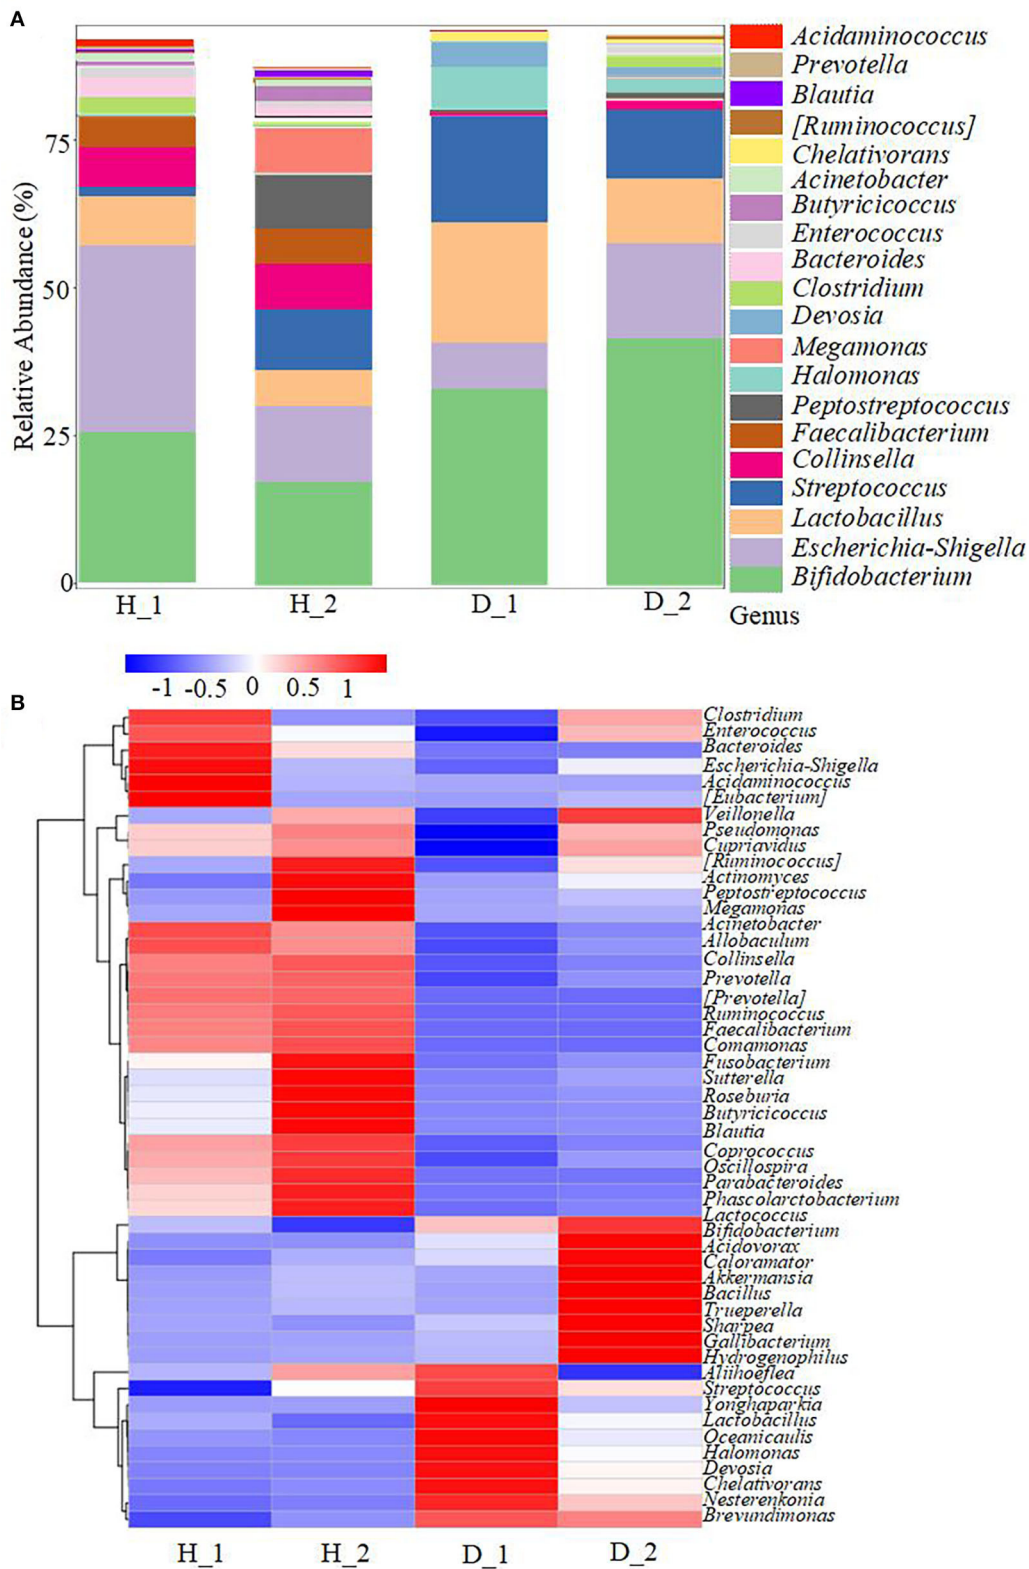 A
Relative Abundance (%)
75
50
25
0
H_1
H_2
D_1
D_2
Acidaminococcus
Prevotella
Blautia
[Ruminococcus]
Chelativorans
Acinetobacter
Butyricicoccus
Enterococcus
Bacteroides
Clostridium
Devosia
Megamonas
Halomonas
Peptostreptococcus
Faecalibacterium
Collinsella
Streptococcus
Lactobacillus
Escherichia-Shigella
Bifidobacterium
Genus
-1 -0.5 0 0.5 1
B
Clostridium
Enterococcus
Bacteroides
Escherichia-Shigella
Acidaminococcus
[Eubacterium]
Veillonella
Pseudomonas
Cupriavidus
[Ruminococcus]
Actinomyces
Peptostreptococcus
Megamonas
Acinetobacter
Allobaculum
Collinsella
Prevotella
[Prevotella]
Ruminococcus
Faecalibacterium
Comamonas
Fusobacterium
Sutterella
Roseburia
Butyricicoccus
Blautia
Coprococcus
Oscillospira
Parabacteroides
Phascolarctobacterium
Lactococcus
Bifidobacterium
Acidovorax
Caloramator
Akkermansia
Bacillus
Trueperella
Sharpea
Gallibacterium
Hydrogenophilus
Aliihoeflea
Streptococcus
Yonghaparkia
Lactobacillus
Oceanicaulis
Halomonas
Devosia
Chelativorans
Nesterenkonia
Brevundimonas
H_1
H_2
D_1
D_2